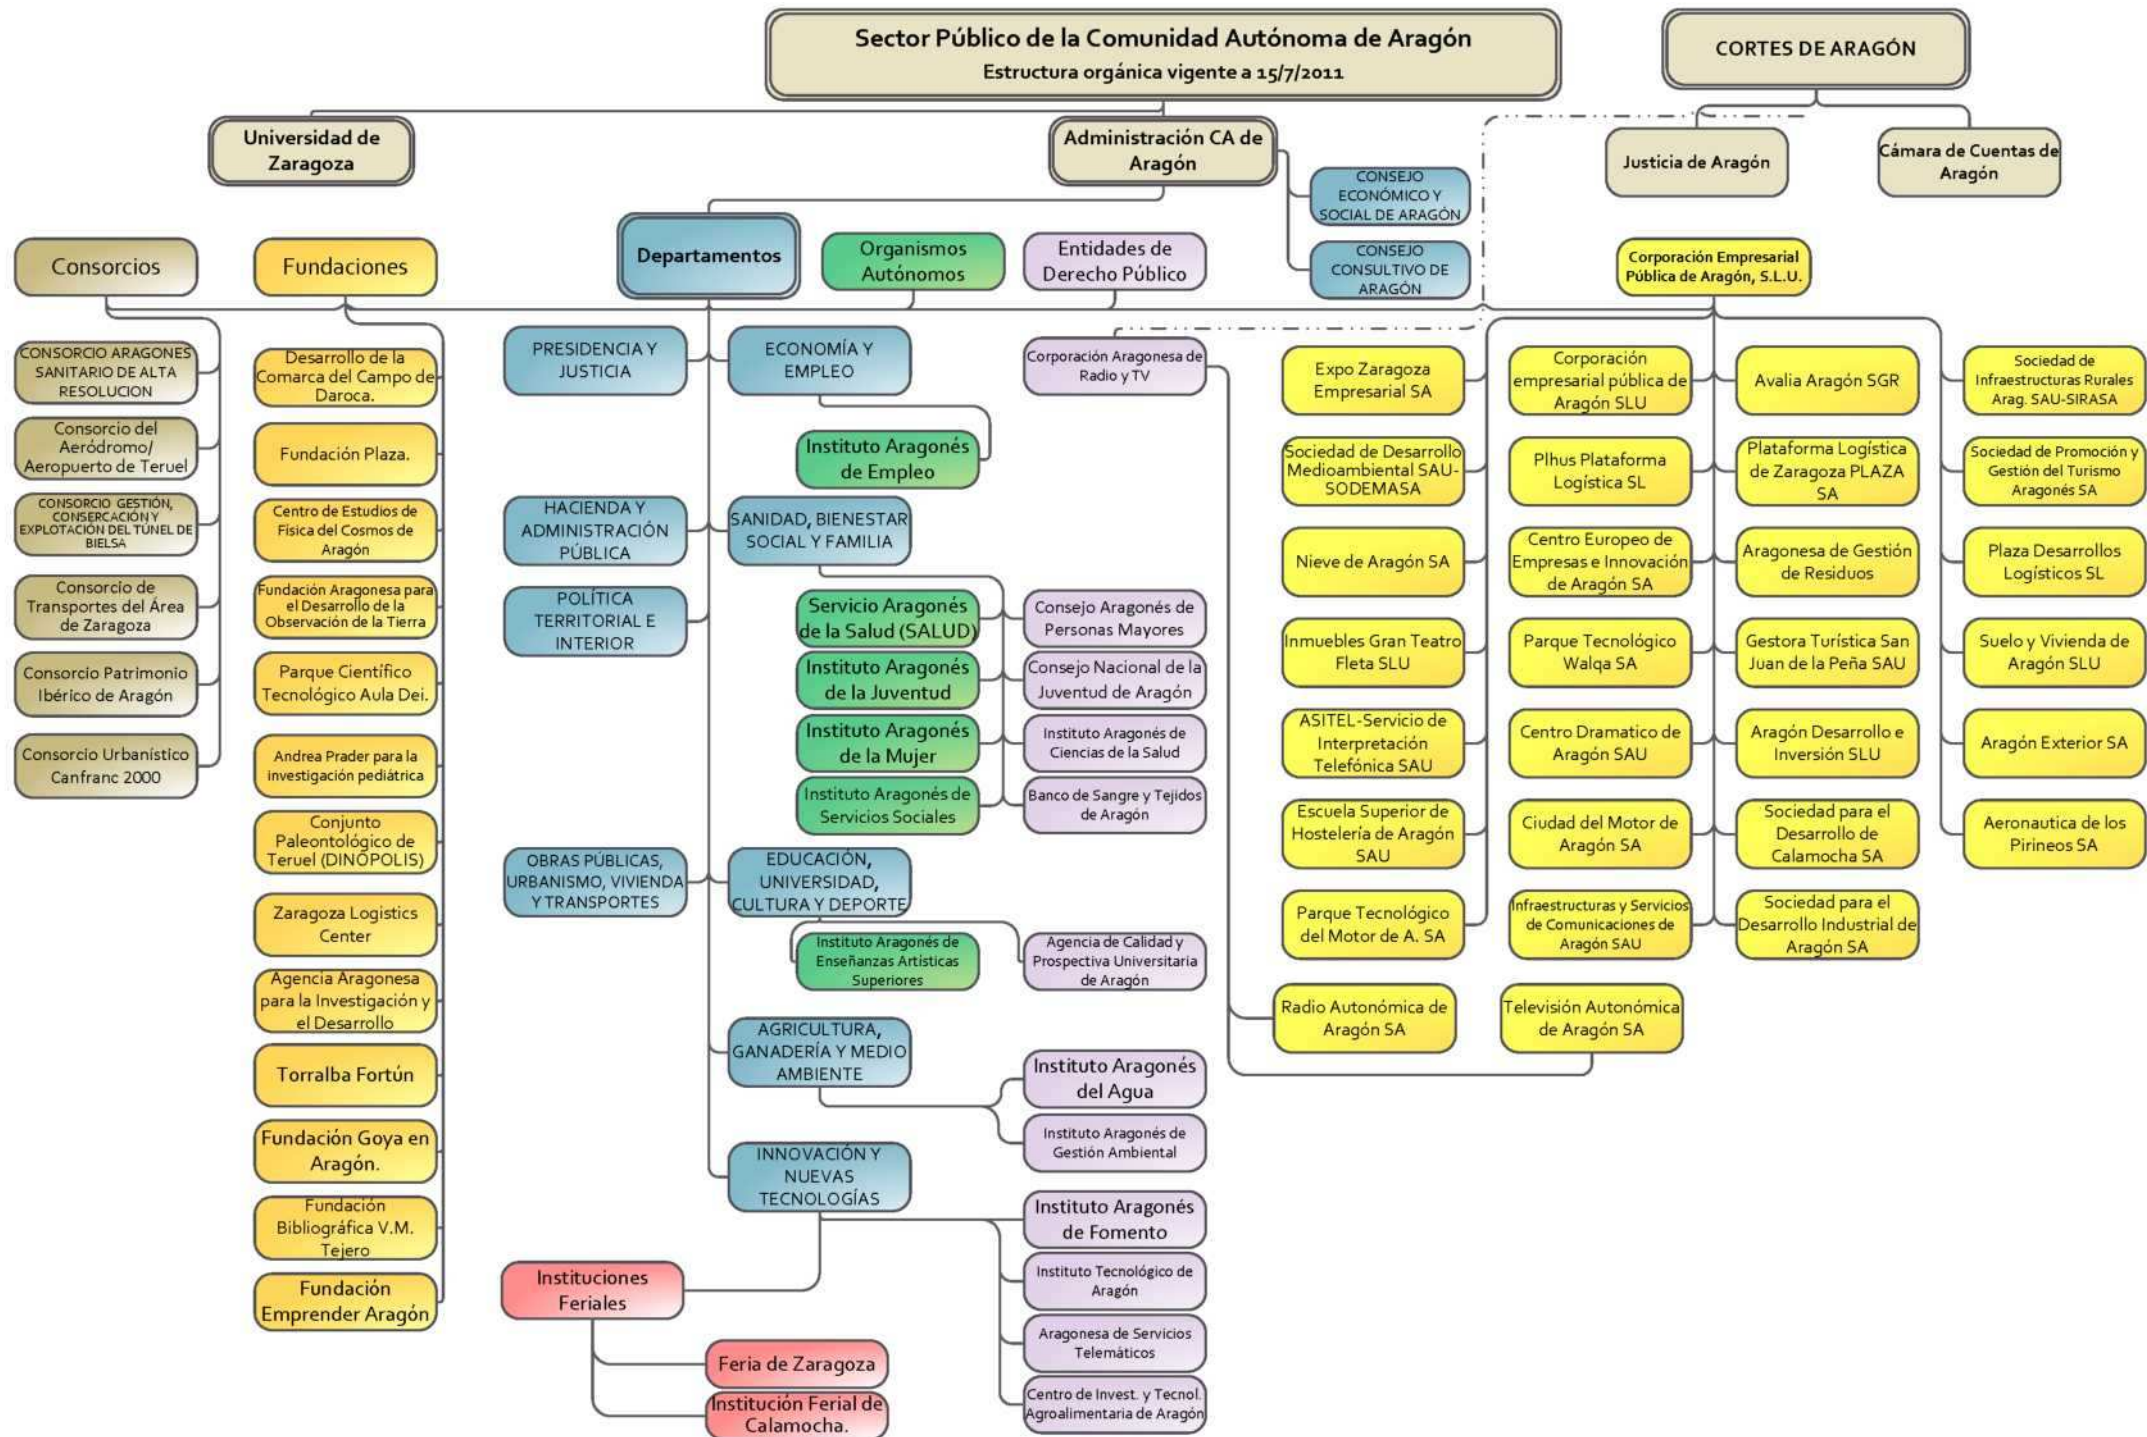 Sector Público de la Comunidad Autónoma de Aragón
Estructura orgánica vigente a 15/7/2011
CORTES DE ARAGÓN
Universidad de
Zaragoza
Administración CA de
Aragón
Justicia de Aragón
Cámara de Cuentas de
Aragón
CONSEJO
ECONÓMICO Y
SOCIAL DE ARAGÓN
CONSEJO
CONSULTIVO DE
ARAGÓN
Consorcios
Fundaciones
Departamentos
Organismos
Autónomos
Entidades de
Derecho Público
Corporación Empresarial
Pública de Aragón, S.L.U.
CONSORCIO ARAGONES
SANITARIO DE ALTA
RESOLUCION
Consorcio del
Aeródromo/
Aeropuerto de Teruel
CONSORCIO GESTIÓN,
CONSERCACIÓN Y
EXPLOTACIÓN DEL TÚNEL DE
BIELSA
Consorcio de
Transportes del Área
de Zaragoza
Consorcio Patrimonio
Ibérico de Aragón
Consorcio Urbanístico
Canfranc 2000
Desarrollo de la
Comarca del Campo de
Daroca.
Fundación Plaza.
Centro de Estudios de
Física del Cosmos de
Aragón
Fundación Aragonesa para
el Desarrollo de la
Observación de la Tierra
Parque Científico
Tecnológico Aula Dei.
Andrea Prader para la
investigación pediátrica
Conjunto
Paleontológico de
Teruel (DINÓPOLIS)
Zaragoza Logistics
Center
Agencia Aragonesa
para la Investigación y
el Desarrollo
Torralba Fortún
Fundación Goya en
Aragón.
Fundación
Bibliográfica V.M.
Tejero
Fundación
Emprender Aragón
PRESIDENCIA Y
JUSTICIA
ECONOMÍA Y
EMPLEO
Instituto Aragonés
de Empleo
HACIENDA Y
ADMINISTRACIÓN
PÚBLICA
SANIDAD, BIENESTAR
SOCIAL Y FAMILIA
POLÍTICA
TERRITORIAL E
INTERIOR
Servicio Aragonés
de la Salud (SALUD)
Instituto Aragonés
de la Juventud
Instituto Aragonés
de la Mujer
Instituto Aragonés de
Servicios Sociales
Consejo Aragonés de
Personas Mayores
Consejo Nacional de la
Juventud de Aragón
Instituto Aragonés de
Ciencias de la Salud
Banco de Sangre y Tejidos
de Aragón
OBRAS PÚBLICAS,
URBANISMO, VIVIENDA
Y TRANSPORTES
EDUCACIÓN,
UNIVERSIDAD,
CULTURA Y DEPORTE
Instituto Aragonés de
Enseñanzas Artísticas
Superiores
Agencia de Calidad y
Prospectiva Universitaria
de Aragón
AGRICULTURA,
GANADERÍA Y MEDIO
AMBIENTE
Instituto Aragonés
del Agua
Instituto Aragonés de
Gestión Ambiental
INNOVACIÓN Y
NUEVAS
TECNOLOGÍAS
Instituto Aragonés
de Fomento
Instituto Tecnológico de
Aragón
Aragonesa de Servicios
Telemáticos
Centro de Invest. y Tecnol.
Agroalimentaria de Aragón
Instituciones
Feriales
Feria de Zaragoza
Institución Ferial de
Calamocha.
Corporación Aragonesa de
Radio y TV
Expo Zaragoza
Empresarial SA
Sociedad de Desarrollo
Medioambiental SAU-
SODEMASA
Nieve de Aragón SA
Inmuebles Gran Teatro
Fleta SLU
ASITEL-Servicio de
Interpretación
Telefónica SAU
Escuela Superior de
Hostelería de Aragón
SAU
Parque Tecnológico
del Motor de A. SA
Radio Autonómica de
Aragón SA
Corporación
empresarial pública de
Aragón SLU
Plhus Plataforma
Logística SL
Centro Europeo de
Empresas e Innovación
de Aragón SA
Parque Tecnológico
Walqa SA
Centro Dramatico de
Aragón SAU
Ciudad del Motor de
Aragón SA
Infraestructuras y Servicios
de Comunicaciones de
Aragón SAU
Televisión Autonómica
de Aragón SA
Avalia Aragón SGR
Plataforma Logística
de Zaragoza PLAZA
SA
Aragonesa de Gestión
de Residuos
Gestora Turística San
Juan de la Peña SAU
Aragón Desarrollo e
Inversión SLU
Sociedad para el
Desarrollo de
Calamocha SA
Sociedad para el
Desarrollo Industrial de
Aragón SA
Sociedad de
Infraestructuras Rurales
Arag. SAU-SIRASA
Sociedad de Promoción y
Gestión del Turismo
Aragonés SA
Plaza Desarrollos
Logísticos SL
Suelo y Vivienda de
Aragón SLU
Aragón Exterior SA
Aeronautica de los
Pirineos SA